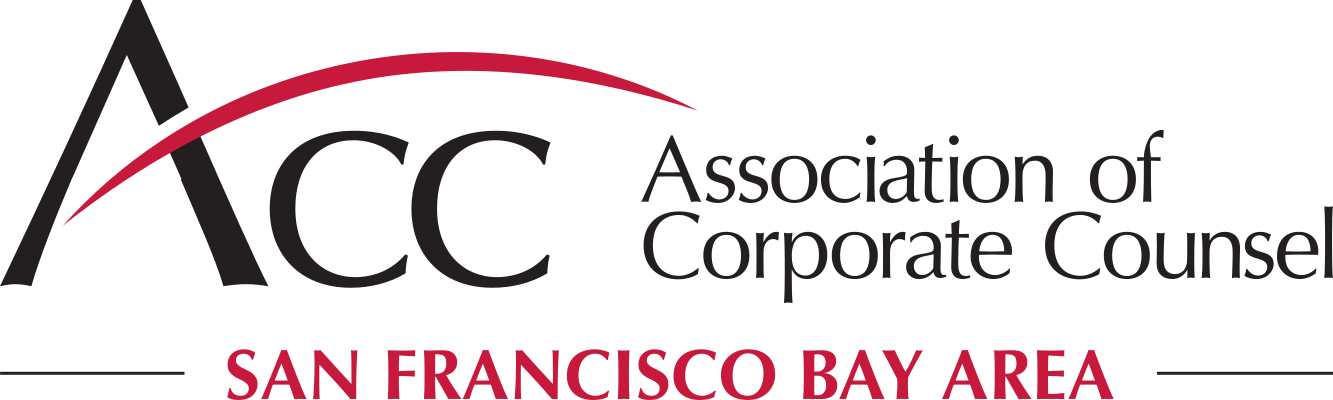 ACC
Association of
Corporate Counsel
SAN FRANCISCO BAY AREA